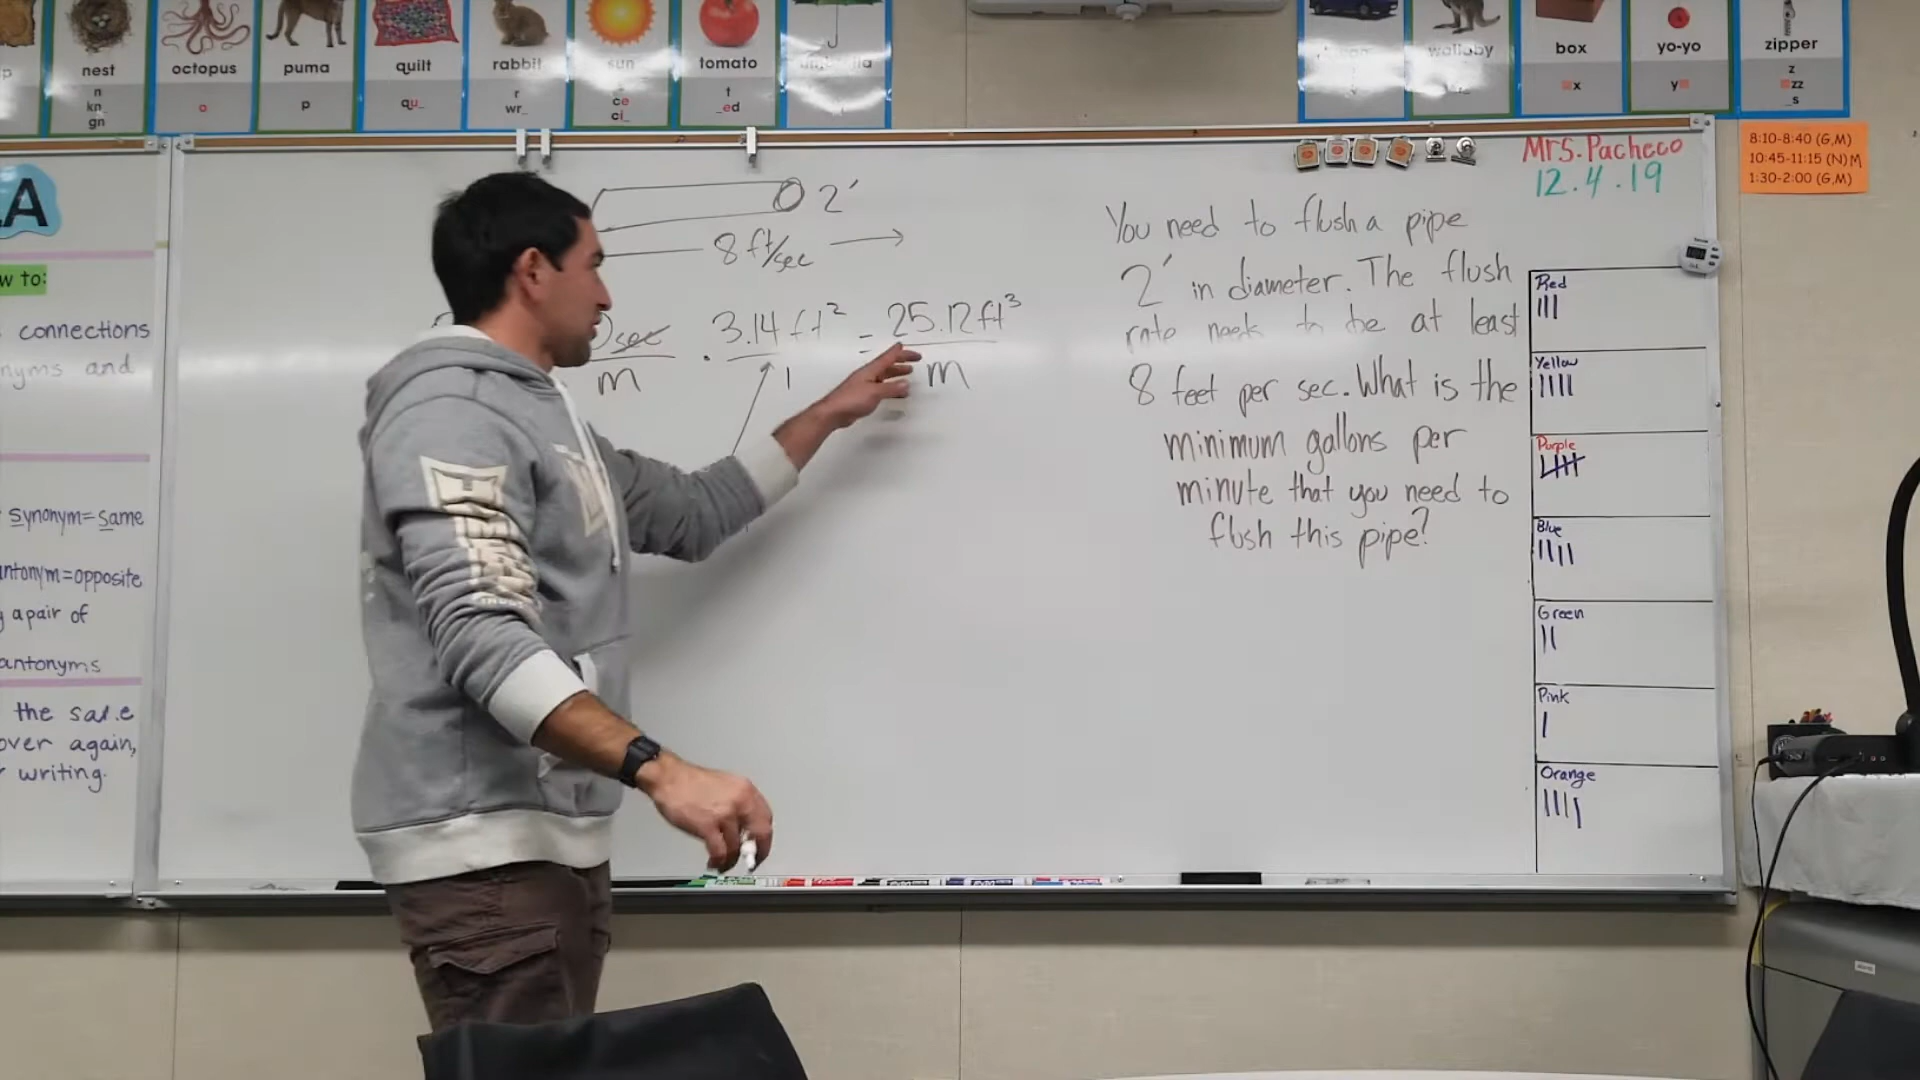 nest
n
kn_
gn
octopus
o
puma
p
quilt
qu_
rabbit
r
wr_
sun
s
ce
ci_
tomato
t
_ed
wallaby
box
x
yo-yo
y
zipper
z
zz
_s
8:10-8:40 (G,M)
10:45-11:15 (N)M
1:30-2:00 (G,M)
Mrs. Pacheco
12.4.19
A
w to:
connections
nyms and
synonym=same
antonym=opposite
a pair of
antonyms
the same
over again,
writing.
2'
8 ft/sec
sec
m
. 3.14 ft²
1
= 25.12 ft³
m
You need to flush a pipe
2' in diameter. The flush
rate needs to be at least
8 feet per sec. What is the
minimum gallons per
minute that you need to
flush this pipe?
Red
Yellow
Purple
Blue
Green
Pink
Orange